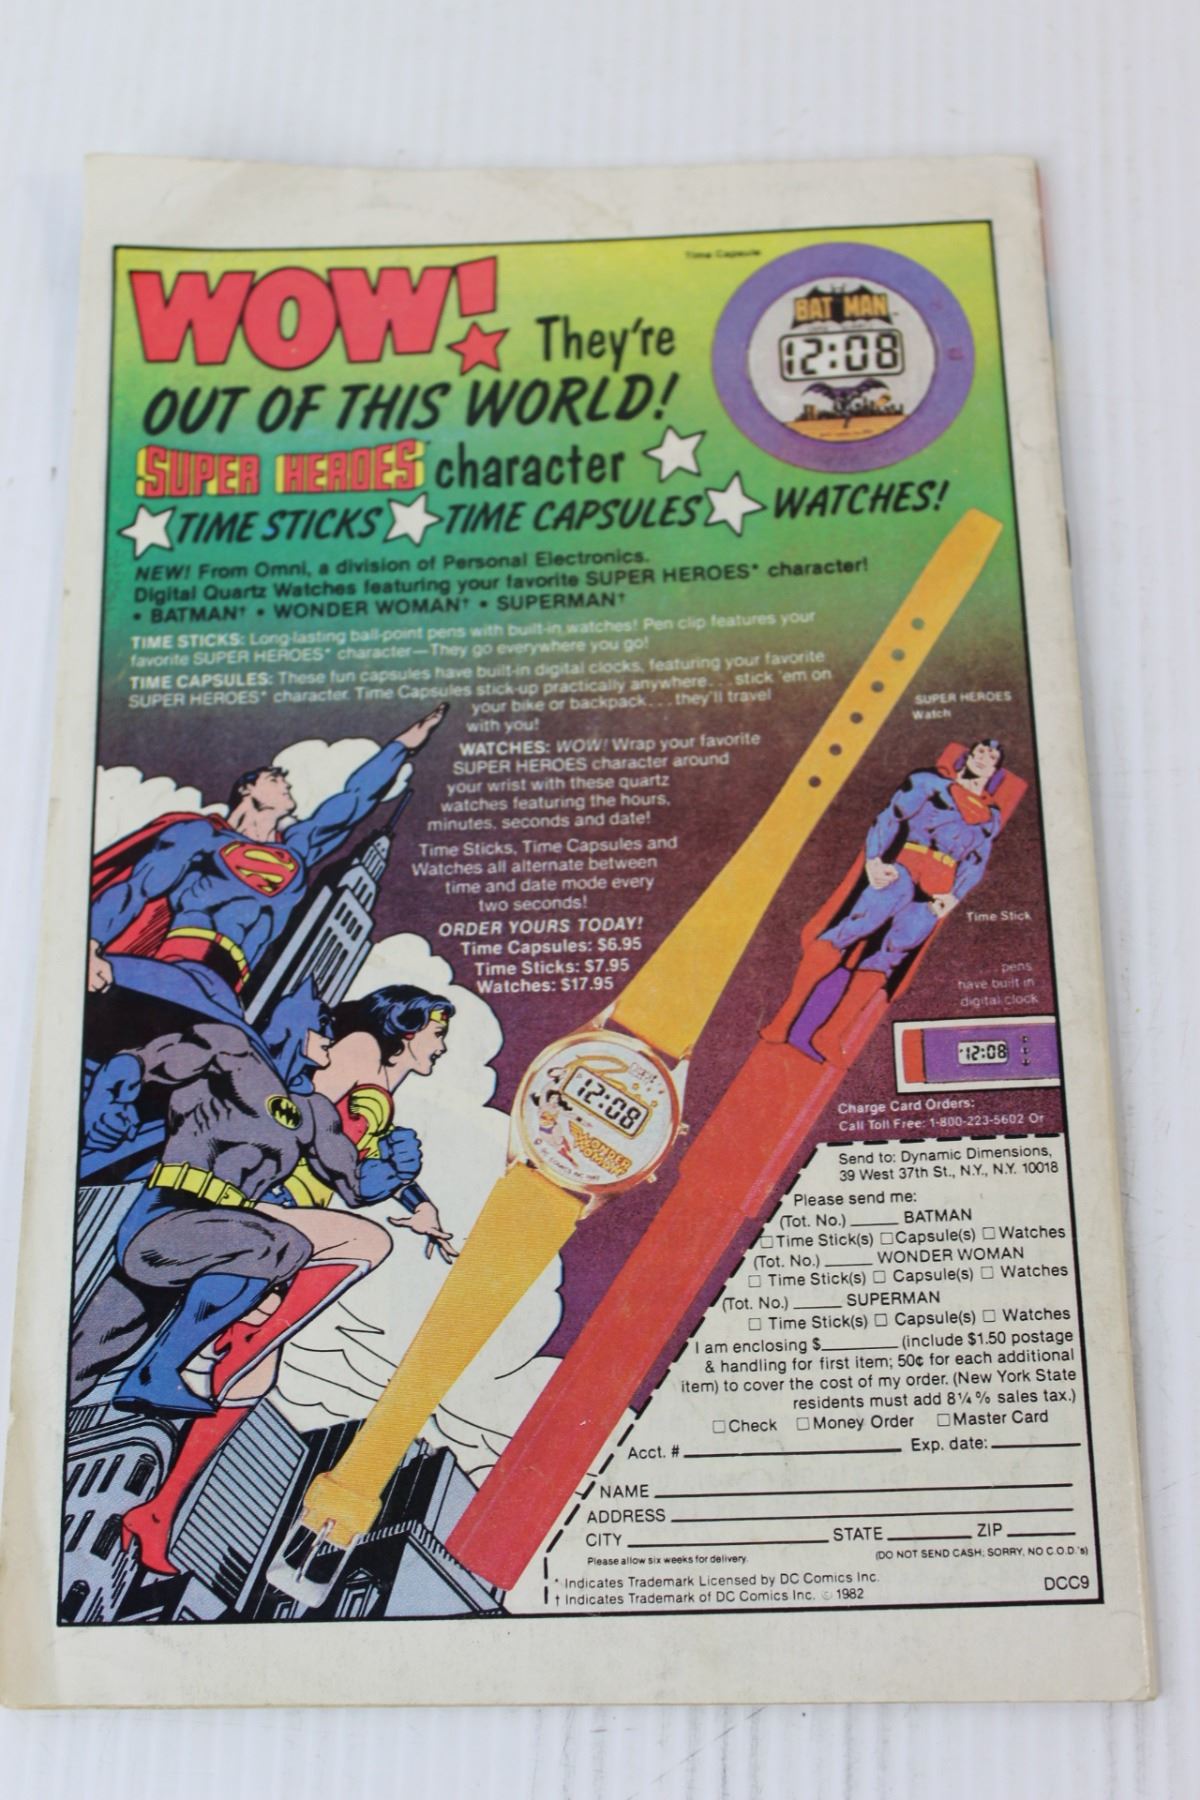 Time Capsule
BAT MAN
12:08
WOW! They're
OUT OF THIS WORLD!
SUPER HEROES character
TIME STICKS TIME CAPSULES WATCHES!
NEW! From Omni, a division of Personal Electronics.
Digital Quartz Watches featuring your favorite SUPER HEROES* character!
• BATMAN† • WONDER WOMAN† • SUPERMAN†
TIME STICKS: Long-lasting ball-point pens with built-in watches! Pen clip features your
favorite SUPER HEROES* character—They go everywhere you go!
TIME CAPSULES: These fun capsules have built-in digital clocks, featuring your favorite
SUPER HEROES* character. Time Capsules stick-up practically anywhere... stick 'em on
your bike or backpack... they'll travel
with you!
WATCHES: WOW! Wrap your favorite
SUPER HEROES character around
your wrist with these quartz
watches featuring the hours,
minutes, seconds and date!
Time Sticks, Time Capsules and
Watches all alternate between
time and date mode every
two seconds!
ORDER YOURS TODAY!
Time Capsules: $6.95
Time Sticks: $7.95
Watches: $17.95
SUPER HEROES
Watch
Time Stick
... pens
have built in
digital clock
12:08
12:08
WONDER
WOMAN
Charge Card Orders:
Call Toll Free: 1-800-223-5602 Or
Send to: Dynamic Dimensions,
39 West 37th St., N.Y., N.Y. 10018
Please send me:
(Tot. No.) _____ BATMAN
☐ Time Stick(s) ☐ Capsule(s) ☐ Watches
(Tot. No.) _____ WONDER WOMAN
☐ Time Stick(s) ☐ Capsule(s) ☐ Watches
(Tot. No.) _____ SUPERMAN
☐ Time Stick(s) ☐ Capsule(s) ☐ Watches
I am enclosing $________ (include $1.50 postage
& handling for first item; 50¢ for each additional
item) to cover the cost of my order. (New York State
residents must add 8¼% sales tax.)
☐ Check ☐ Money Order ☐ Master Card
Acct. # ________ Exp. date: ________
NAME ________
ADDRESS ________
CITY ________ STATE ________ ZIP ________
Please allow six weeks for delivery. (DO NOT SEND CASH; SORRY, NO C.O.D.'s)
* Indicates Trademark Licensed by DC Comics Inc.
† Indicates Trademark of DC Comics Inc. © 1982 DCC9